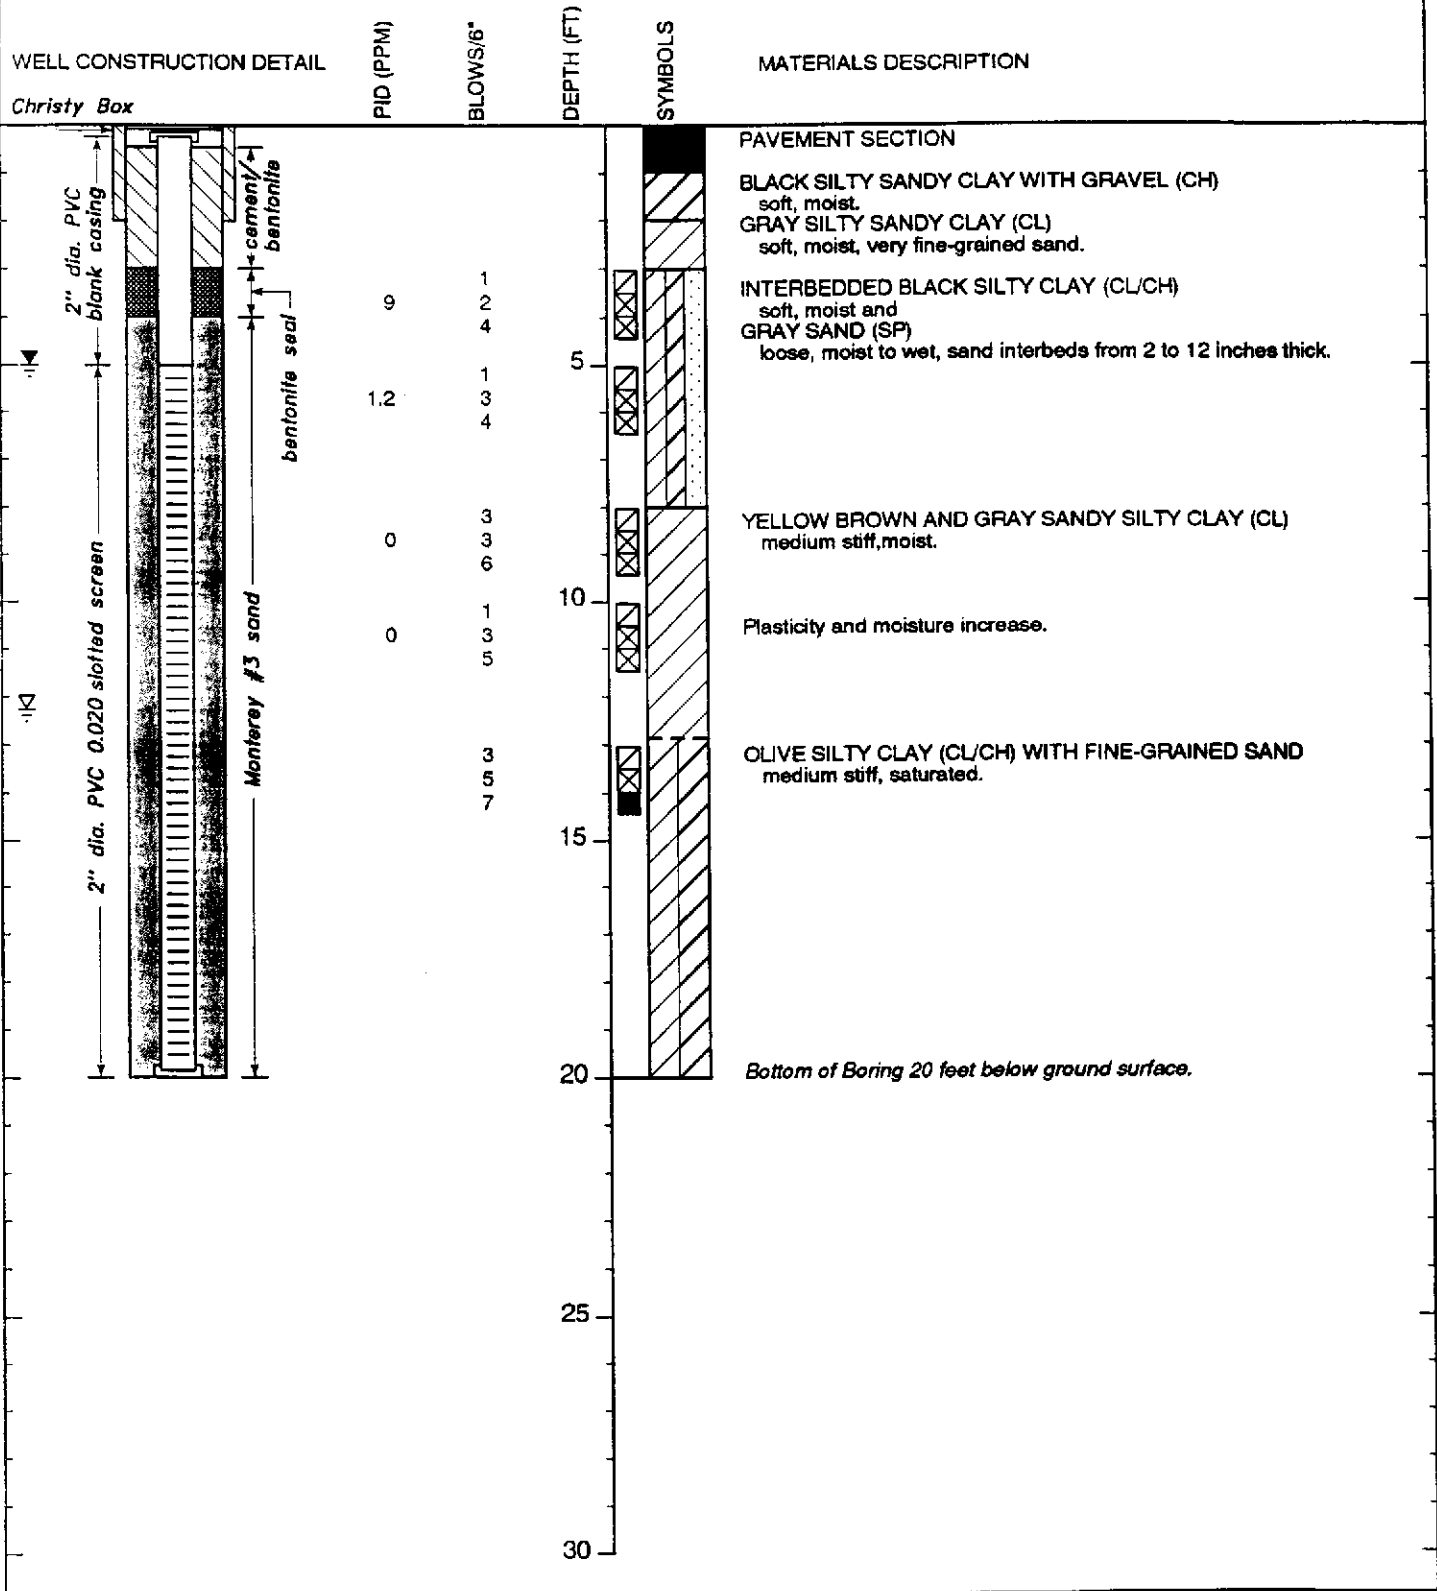 WELL CONSTRUCTION DETAIL
PID (PPM)
BLOWS/6"
DEPTH (FT)
SYMBOLS
MATERIALS DESCRIPTION
Christy Box
2" dia. PVC
blank casing
cement/
bentonite
bentonite seal
2" dia. PVC 0.020 slotted screen
Monterey #3 sand
PAVEMENT SECTION
BLACK SILTY SANDY CLAY WITH GRAVEL (CH)
soft, moist.
GRAY SILTY SANDY CLAY (CL)
soft, moist, very fine-grained sand.
1
9 2
4
INTERBEDDED BLACK SILTY CLAY (CL/CH)
soft, moist and
GRAY SAND (SP)
loose, moist to wet, sand interbeds from 2 to 12 inches thick.
5
1
1.2 3
4
3
0 3
6
YELLOW BROWN AND GRAY SANDY SILTY CLAY (CL)
medium stiff,moist.
10
1
0 3
5
Plasticity and moisture increase.
3
5
7
OLIVE SILTY CLAY (CL/CH) WITH FINE-GRAINED SAND
medium stiff, saturated.
15
20
Bottom of Boring 20 feet below ground surface.
25
30